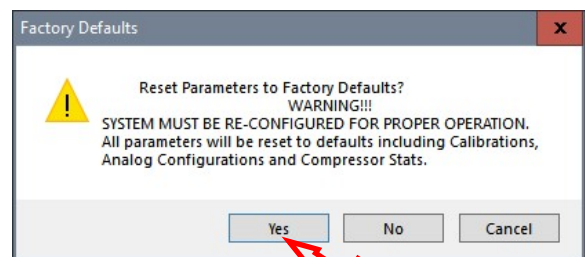 Factory Defaults
x
Reset Parameters to Factory Defaults?
WARNING!!!
SYSTEM MUST BE RE-CONFIGURED FOR PROPER OPERATION.
All parameters will be reset to defaults including Calibrations,
Analog Configurations and Compressor Stats.
Yes No Cancel